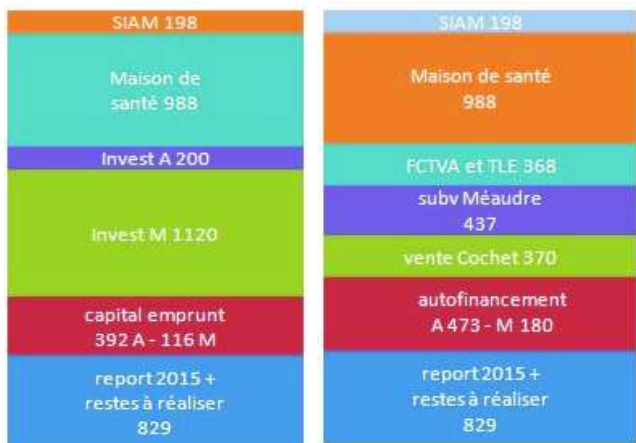 SIAM 198
Maison de
santé 988
Invest A 200
Invest M 1120
capital emprunt
392 A - 116 M
report 2015 +
restes à réaliser
829
SIAM 198
Maison de santé
988
FCTVA et TLE 368
subv Méaudre
437
vente Cochet 370
autofinancement
A 473 - M 180
report 2015 +
restes à réaliser
829